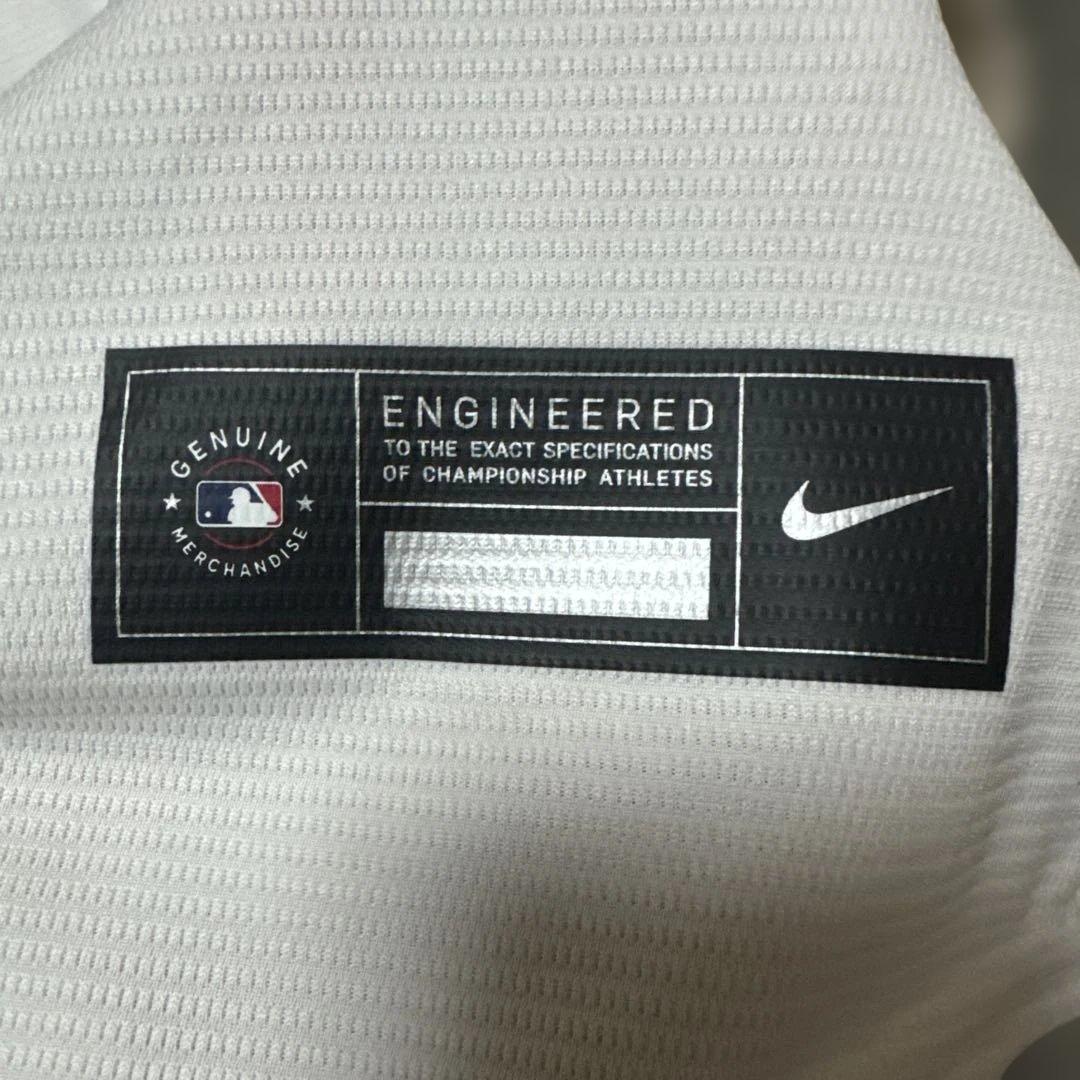 GENUINE
MERCHANDISE
ENGINEERED
TO THE EXACT SPECIFICATIONS
OF CHAMPIONSHIP ATHLETES